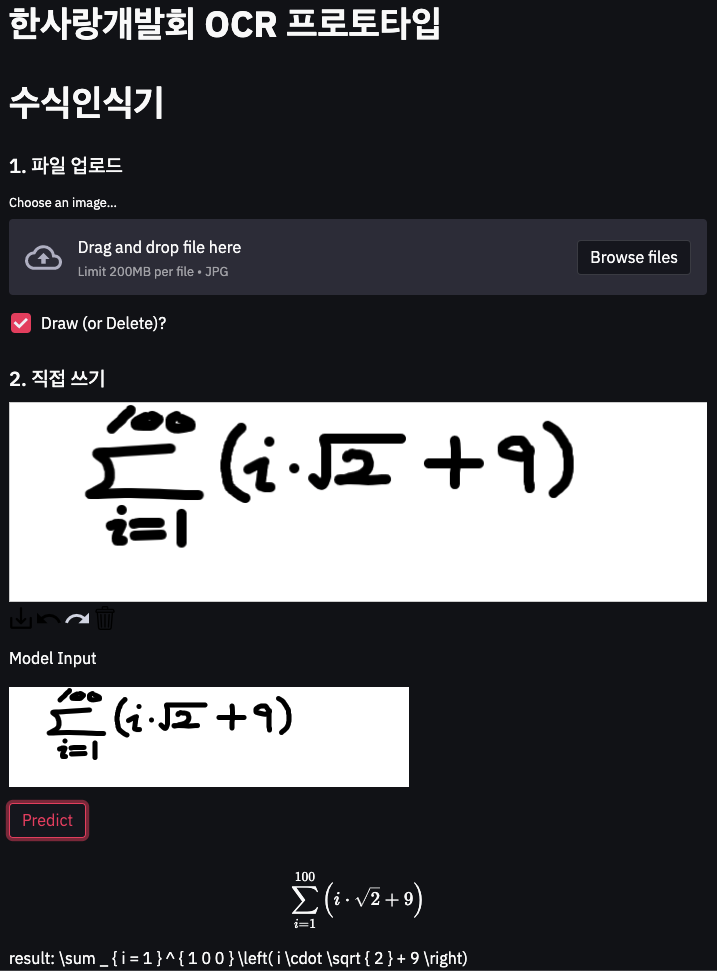 한사랑개발회 OCR 프로토타입
수식인식기
1. 파일 업로드
Choose an image...
Drag and drop file here
Limit 200MB per file • JPG
Browse files
Draw (or Delete)?
2. 직접 쓰기
\sum_{i=1}^{100} (i \cdot \sqrt{2} + 9)
Model Input
\sum_{i=1}^{100} (i \cdot \sqrt{2} + 9)
Predict
\sum_{i=1}^{100} \left( i \cdot \sqrt{2} + 9 \right)
result: \sum _ { i = 1 } ^ { 1 0 0 } \left( i \cdot \sqrt { 2 } + 9 \right)